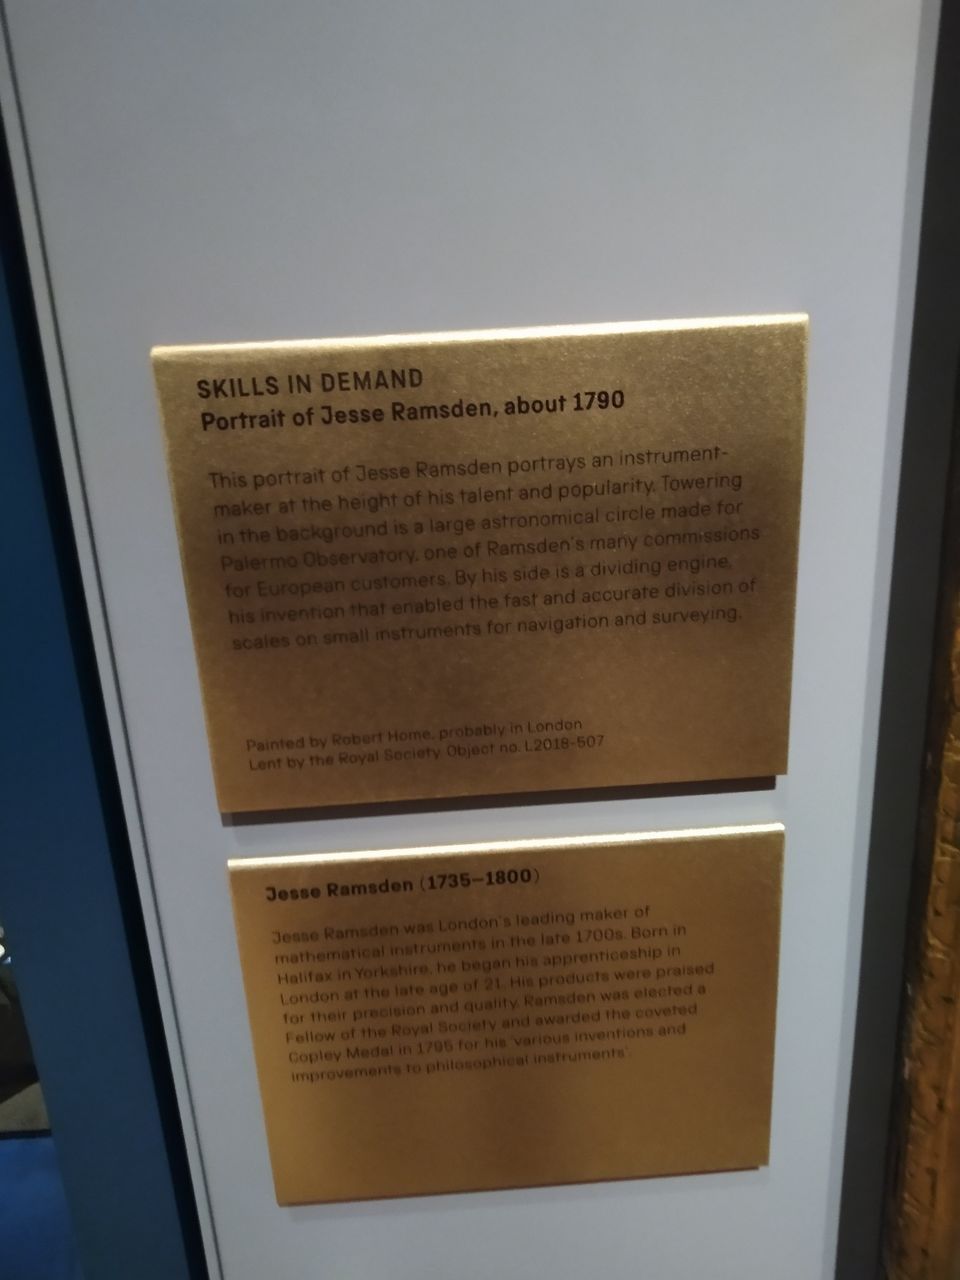 SKILLS IN DEMAND
Portrait of Jesse Ramsden, about 1790
This portrait of Jesse Ramsden portrays an instrument-
maker at the height of his talent and popularity. Towering
in the background is a large astronomical circle made for
Palermo Observatory, one of Ramsden's many commissions
for European customers. By his side is a dividing engine,
his invention that enabled the fast and accurate division of
scales on small instruments for navigation and surveying.
Painted by Robert Home, probably in London
Lent by the Royal Society Object no. L2018-507
Jesse Ramsden (1735–1800)
Jesse Ramsden was London's leading maker of
mathematical instruments in the late 1700s. Born in
Halifax in Yorkshire, he began his apprenticeship in
London at the late age of 21. His products were praised
for their precision and quality. Ramsden was elected a
Fellow of the Royal Society and awarded the coveted
Copley Medal in 1795 for his 'various inventions and
improvements to philosophical instruments'.